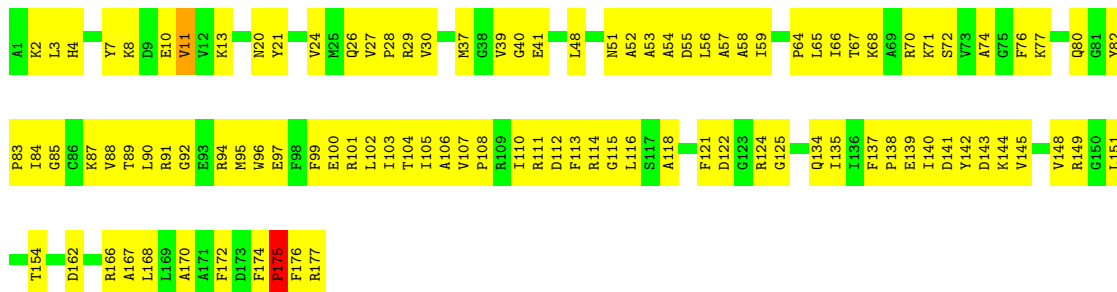 A1 K2 L3 H4 Y7 K8 D9 E10 V11 V12 K13 N20 Y21 V24 M25 Q26 V27 P28 R29 V30 M37 G38 V39 G40 E41 L48 N51 A52 A53 A54 D55 L56 A57 A58 I59 P64 L65 I66 T67 K68 A69 R70 K71 S72 V73 A74 G75 F76 K77 Q80 G81 Y82
P83 I84 G85 C86 K87 V88 T89 L90 R91 G92 E93 R94 M95 W96 E97 F98 F99 E100 R101 L102 I103 T104 I105 A106 V107 P108 R109 I110 R111 D112 F113 R114 G115 L116 S117 A118 F121 D122 G123 R124 G125 Q134 I135 I136 F137 P138 E139 I140 D141 Y142 D143 K144 V145 V148 R149 G150 L151
T154 D162 R166 A167 L168 L169 A170 A171 F172 D173 F174 P175 F176 R177